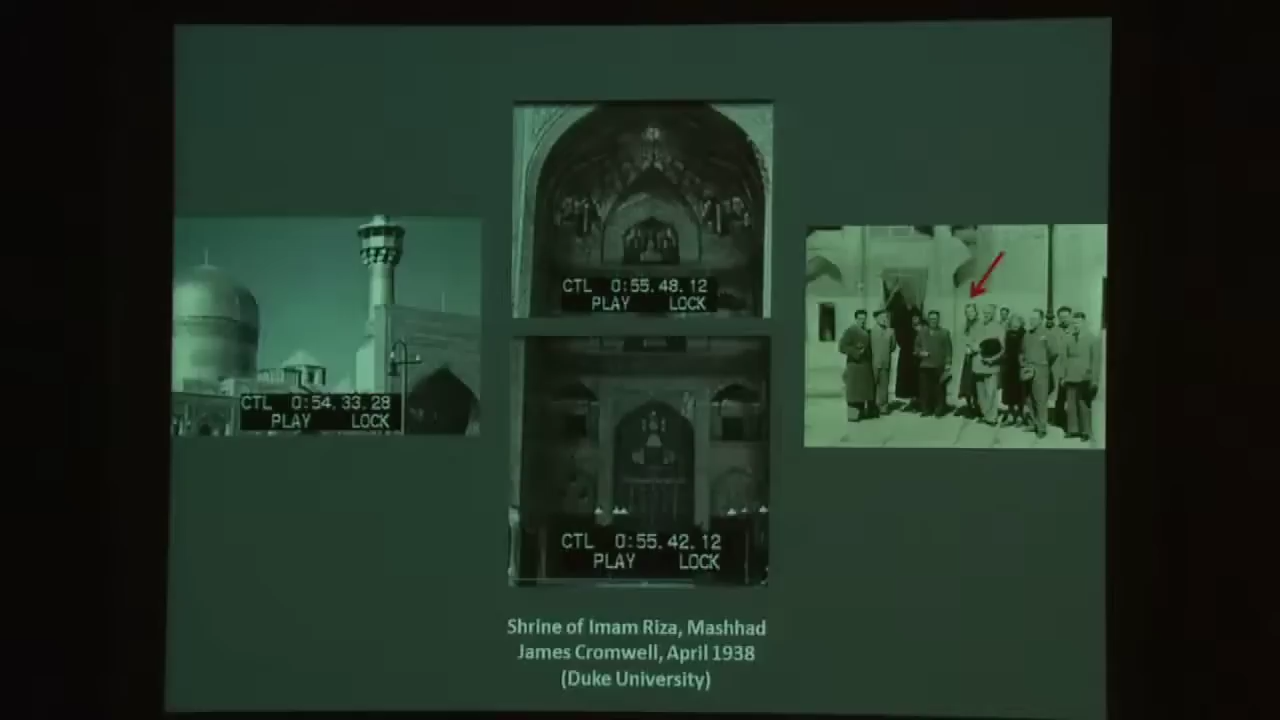 CTL 0:54.33.28
PLAY LOCK
CTL 0:55.48.12
PLAY LOCK
CTL 0:55.42.12
PLAY LOCK
Shrine of Imam Riza, Mashhad
James Cromwell, April 1938
(Duke University)